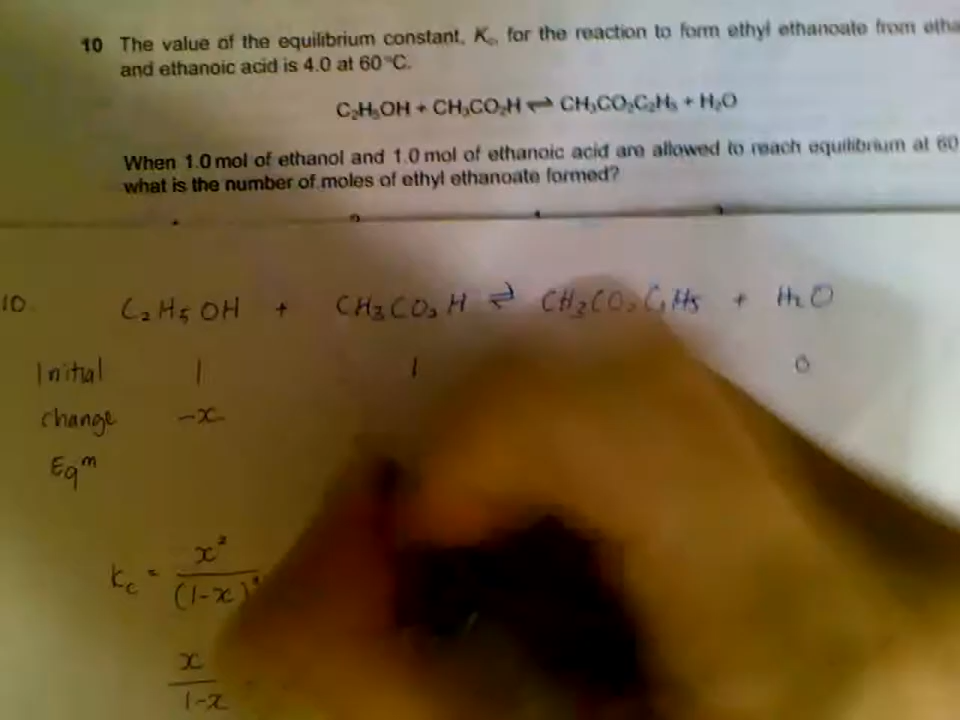 10 The value of the equilibrium constant, Kc, for the reaction to form ethyl ethanoate from
and ethanoic acid is 4.0 at 60 °C.
C₂H₅OH + CH₃CO₂H ⇌ CH₃CO₂C₂H₅ + H₂O
When 1.0 mol of ethanol and 1.0 mol of ethanoic acid are allowed to reach equilibrium at 60
what is the number of moles of ethyl ethanoate formed?
10. C₂H₅OH + CH₃CO₂H ⇌ CH₃CO₂C₂H₅ + H₂O
Initial 1 1 0
change -x
Eqᵐ
Kc = x² / (1-x)²
x / 1-x